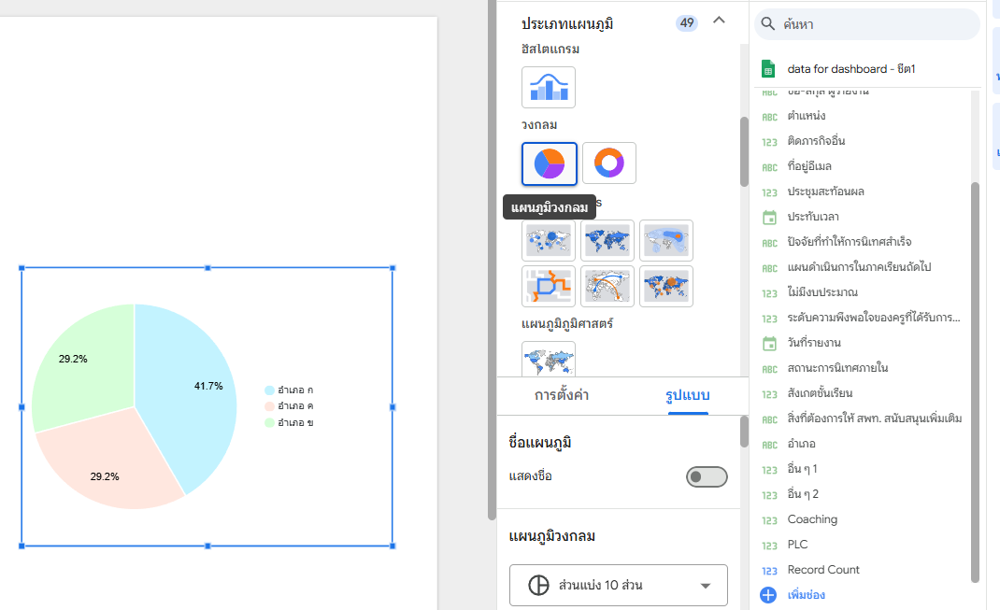 29.2%
41.7%
29.2%
อำเภอ ก
อำเภอ ค
อำเภอ ข
ประเภทแผนภูมิ
49
ฮิสโตแกรม
วงกลม
แผนภูมิวงกลม
แผนภูมิภูมิศาสตร์
การตั้งค่า
รูปแบบ
ชื่อแผนภูมิ
แสดงชื่อ
แผนภูมิวงกลม
ส่วนแบ่ง 10 ส่วน
ค้นหา
data for dashboard - ชีต1
ABC ชื่อ-สกุล ผู้รายงาน
ABC ตำแหน่ง
123 ติดภารกิจอื่น
ABC ที่อยู่อีเมล
123 ประชุมสะท้อนผล
ประทับเวลา
ABC ปัจจัยที่ทำให้การนิเทศสำเร็จ
ABC แผนดำเนินการในภาคเรียนถัดไป
123 ไม่มีงบประมาณ
123 ระดับความพึงพอใจของครูที่ได้รับการ...
วันที่รายงาน
ABC สถานะการนิเทศภายใน
123 สังเกตชั้นเรียน
ABC สิ่งที่ต้องการให้ สพท. สนับสนุนเพิ่มเติม
ABC อำเภอ
123 อื่น ๆ 1
123 อื่น ๆ 2
123 Coaching
123 PLC
123 Record Count
เพิ่มช่อง